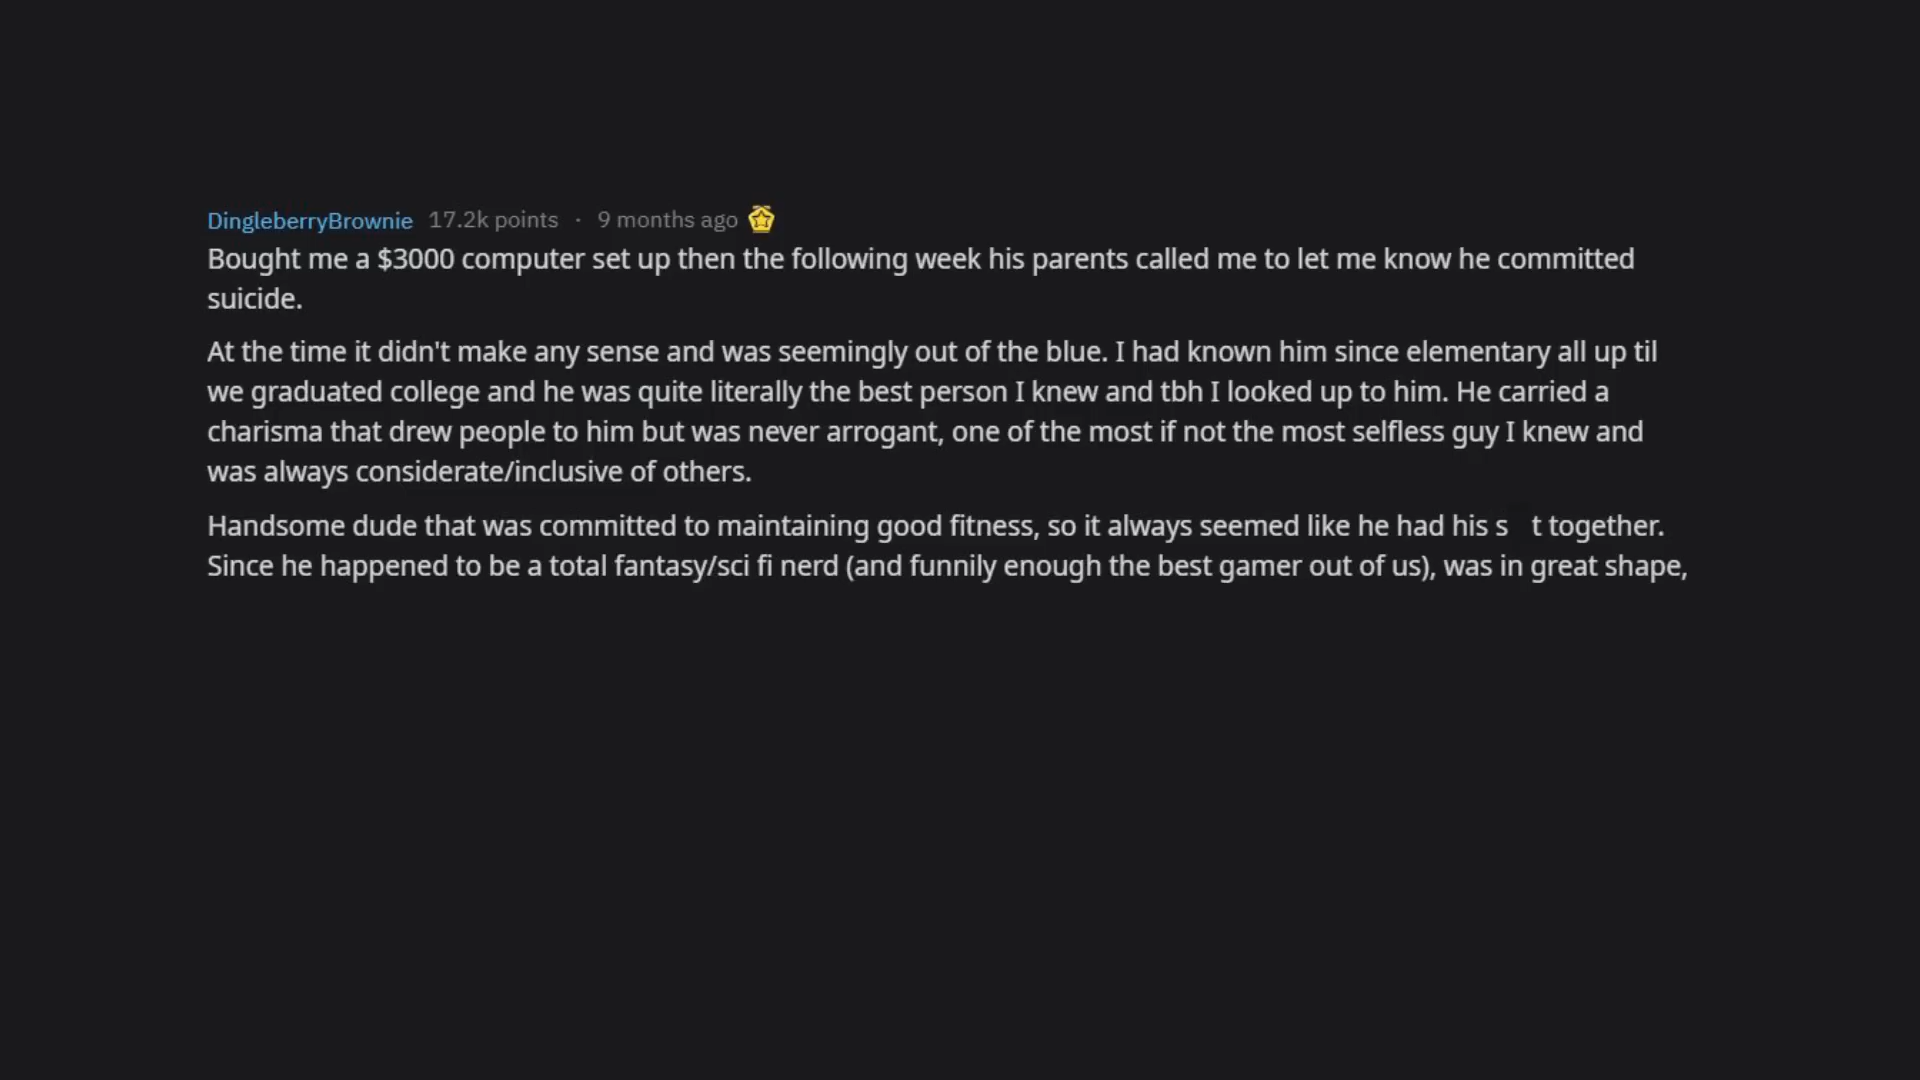 DingleberryBrownie 17.2k points · 9 months ago
Bought me a $3000 computer set up then the following week his parents called me to let me know he committed
suicide.
At the time it didn't make any sense and was seemingly out of the blue. I had known him since elementary all up til
we graduated college and he was quite literally the best person I knew and tbh I looked up to him. He carried a
charisma that drew people to him but was never arrogant, one of the most if not the most selfless guy I knew and
was always considerate/inclusive of others.
Handsome dude that was committed to maintaining good fitness, so it always seemed like he had his s t together.
Since he happened to be a total fantasy/sci fi nerd (and funnily enough the best gamer out of us), was in great shape,